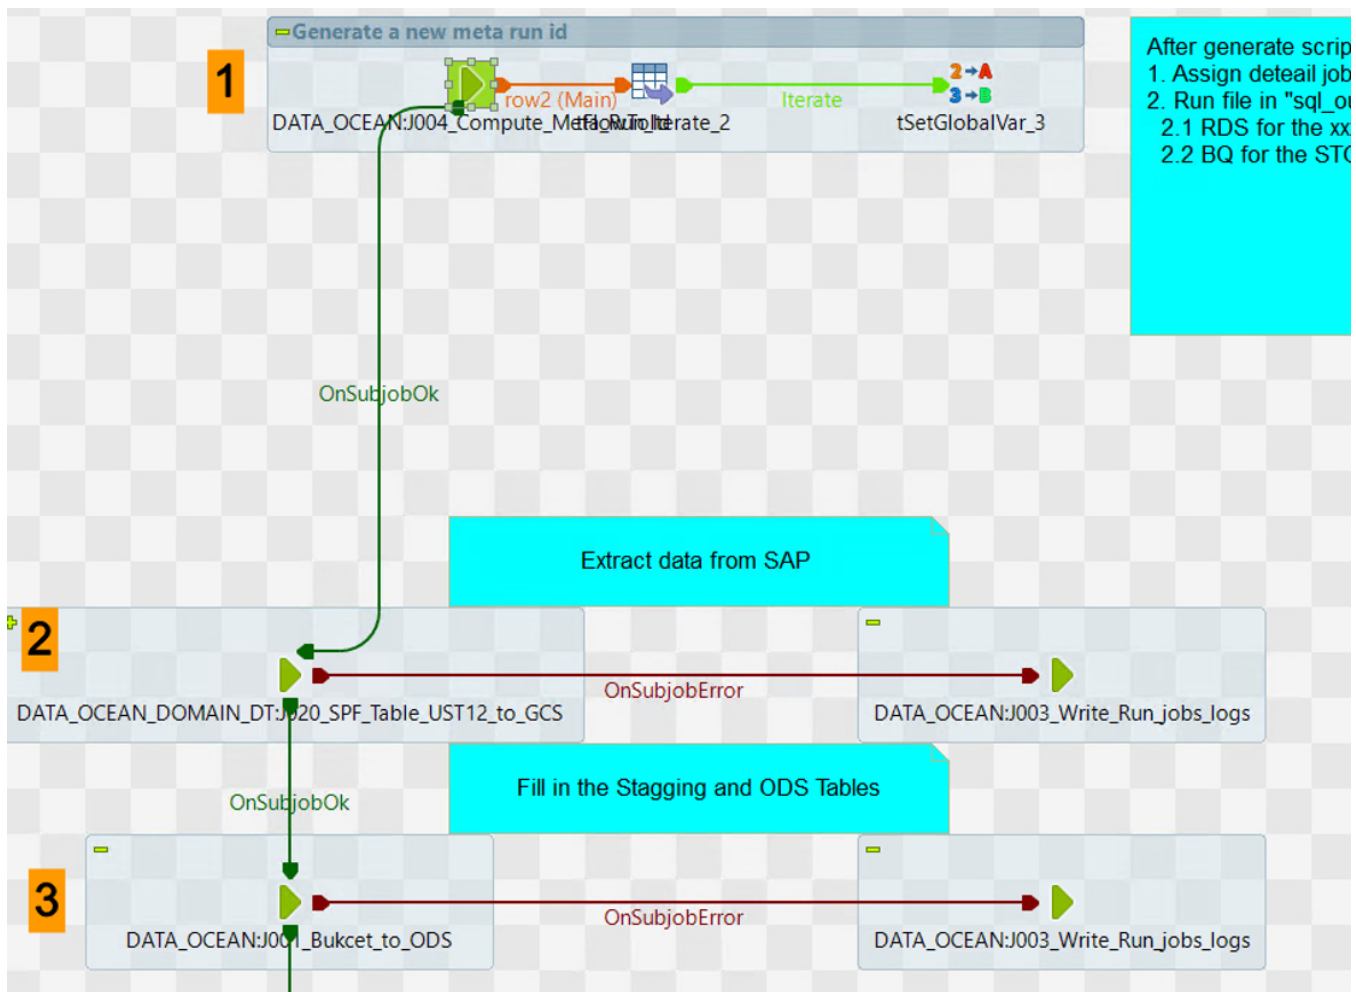 Generate a new meta run id
1
row2 (Main)
Iterate
DATA_OCEAN:J004_Compute_Meta_Run_Id
tFlowToIterate_2
tSetGlobalVar_3
After generate scrip
1. Assign deteail job
2. Run file in "sql_ou
2.1 RDS for the xx
2.2 BQ for the STG
OnSubjobOk
Extract data from SAP
2
OnSubjobError
DATA_OCEAN_DOMAIN_DT:J020_SPF_Table_UST12_to_GCS
DATA_OCEAN:J003_Write_Run_jobs_logs
Fill in the Stagging and ODS Tables
OnSubjobOk
3
OnSubjobError
DATA_OCEAN:J001_Bukcet_to_ODS
DATA_OCEAN:J003_Write_Run_jobs_logs